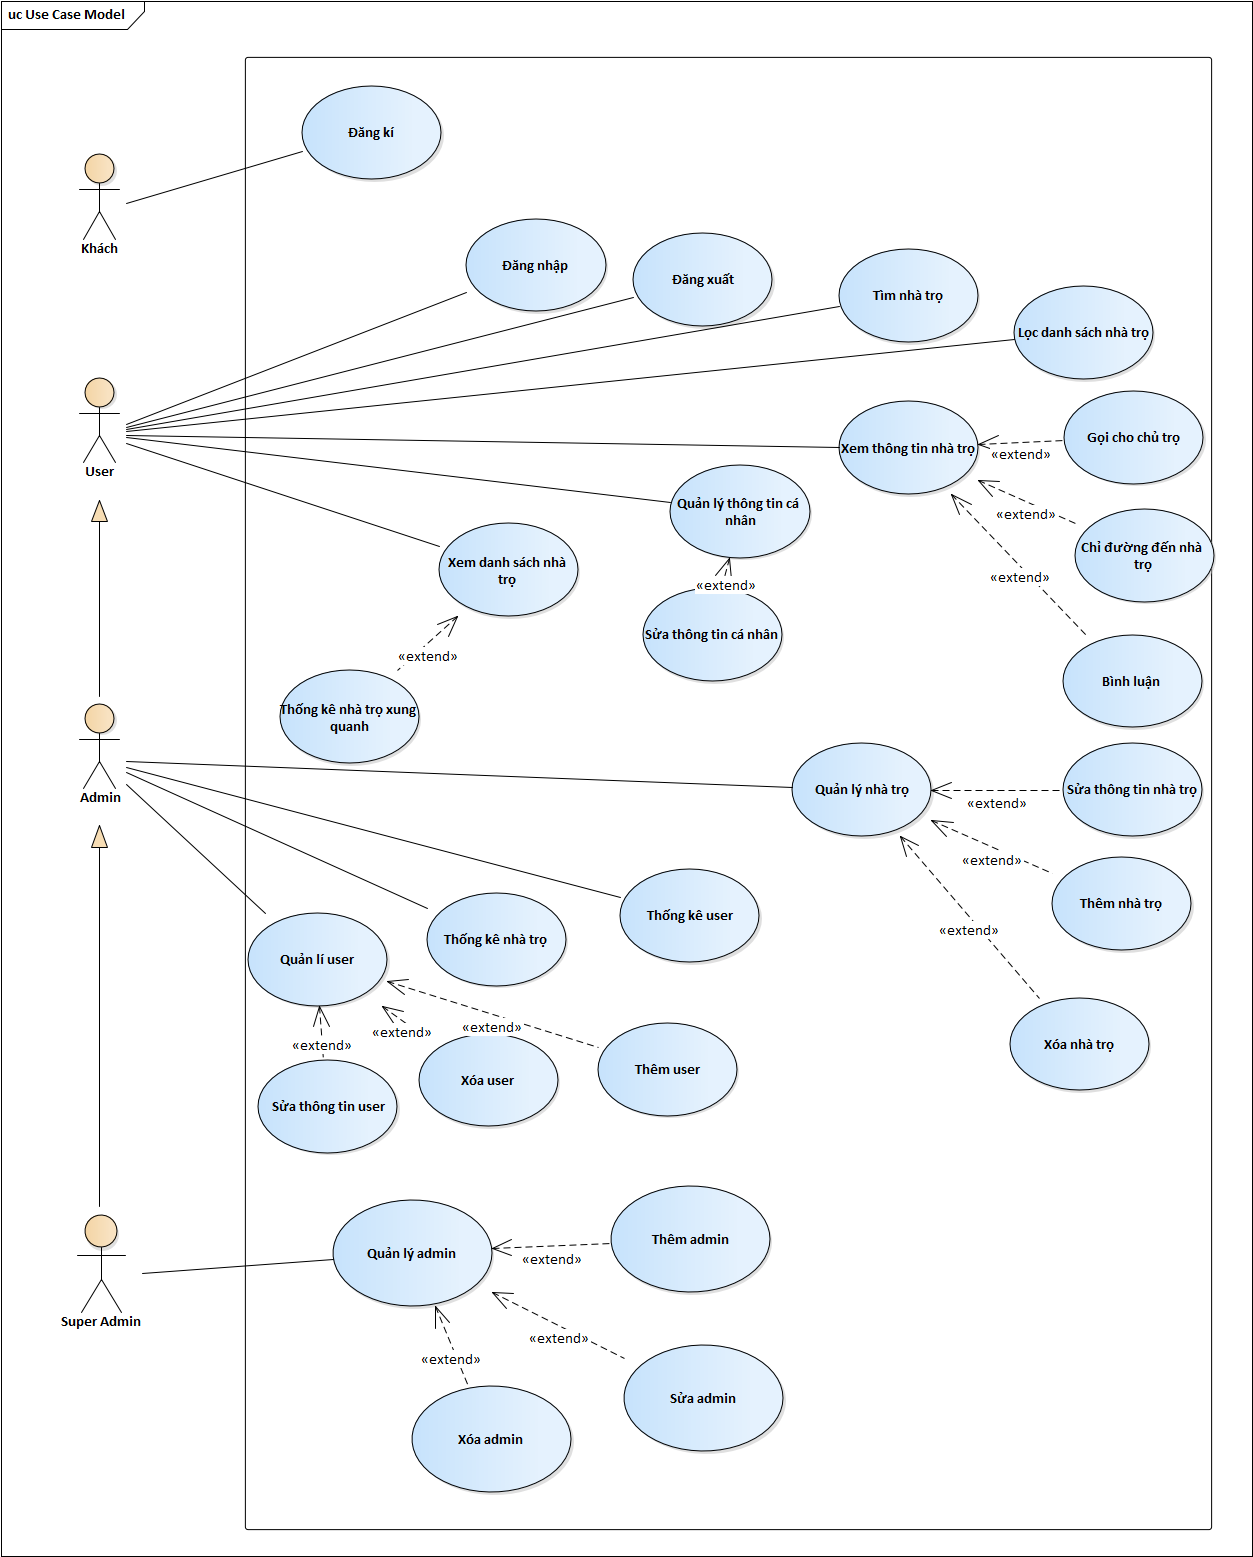 uc Use Case Model
Đăng kí
Khách
Đăng nhập
Đăng xuất
Tìm nhà trọ
Lọc danh sách nhà trọ
User
Xem thông tin nhà trọ
Gọi cho chủ trọ
«extend»
Quản lý thông tin cá
nhân
«extend»
Chỉ đường đến nhà
trọ
Xem danh sách nhà
trọ
«extend»
«extend»
Sửa thông tin cá nhân
«extend»
Bình luận
Thống kê nhà trọ xung
quanh
Admin
Quản lý nhà trọ
Sửa thông tin nhà trọ
«extend»
«extend»
Thêm nhà trọ
Thống kê user
Thống kê nhà trọ
«extend»
Quản lí user
«extend»
«extend»
«extend»
Xóa nhà trọ
Thêm user
Xóa user
Sửa thông tin user
Thêm admin
Quản lý admin
«extend»
Super Admin
«extend»
«extend»
Sửa admin
Xóa admin